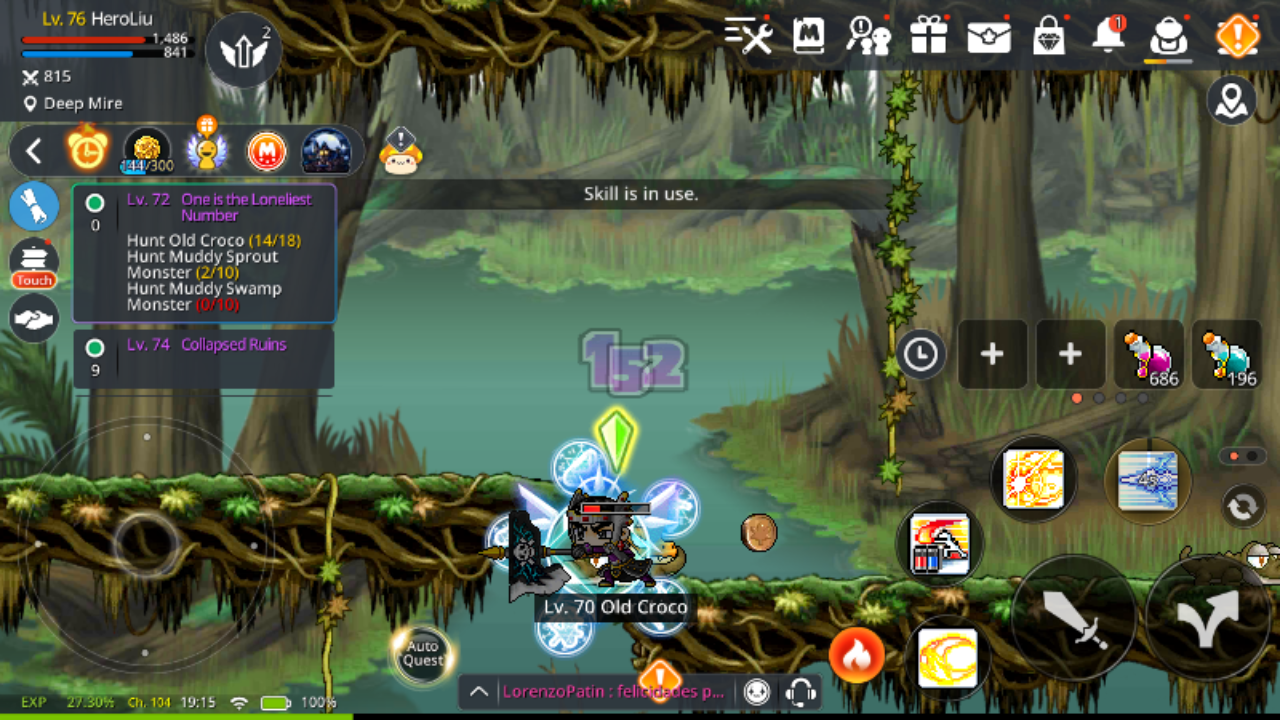 Lv. 76 HeroLiu
1,486
841
2
815
Deep Mire
1
144/300
M
Skill is in use.
Lv. 72 One is the Loneliest
Number
0
Hunt Old Croco (14/18)
Hunt Muddy Sprout
Monster (2/10)
Hunt Muddy Swamp
Monster (0/10)
Touch
Lv. 74 Collapsed Ruins
9
152
686
196
Lv. 70 Old Croco
Auto
Quest
LorenzoPatin : felicidades p...
EXP 27.30% Ch. 104 19:15 100%